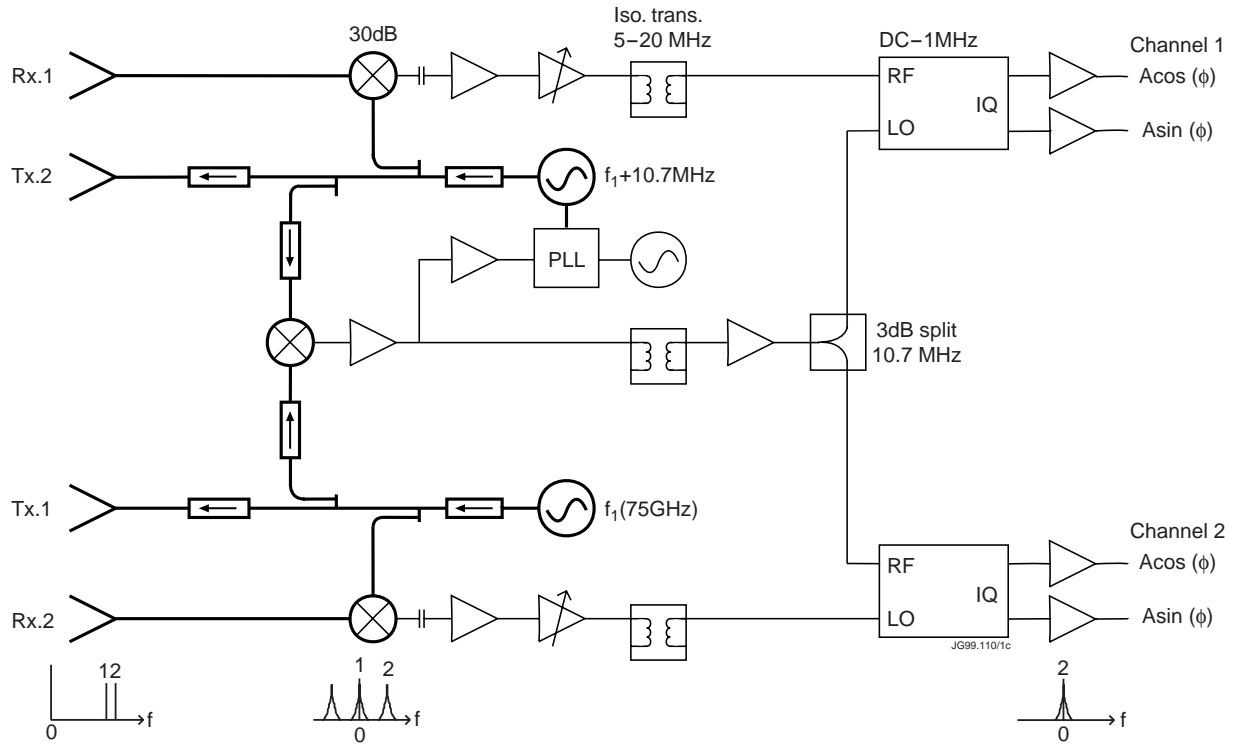 Iso. trans.
5–20 MHz
30dB
DC–1MHz
Channel 1
Rx.1
RF
IQ
LO
Acos (ϕ)
Asin (ϕ)
Tx.2
f₁+10.7MHz
PLL
3dB split
10.7 MHz
Tx.1
f₁(75GHz)
Channel 2
RF
IQ
LO
Acos (ϕ)
Asin (ϕ)
Rx.2
JG99.110/1c
12
f
0
1 2
f
0
2
f
0